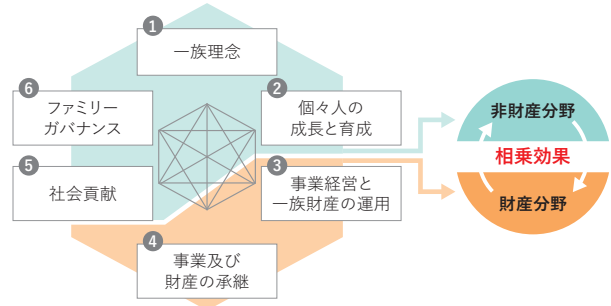 1
一族理念
2
個々人の
成長と育成
3
事業経営と
一族財産の運用
4
事業及び
財産の承継
5
社会貢献
6
ファミリー
ガバナンス
非財産分野
相乗効果
財産分野